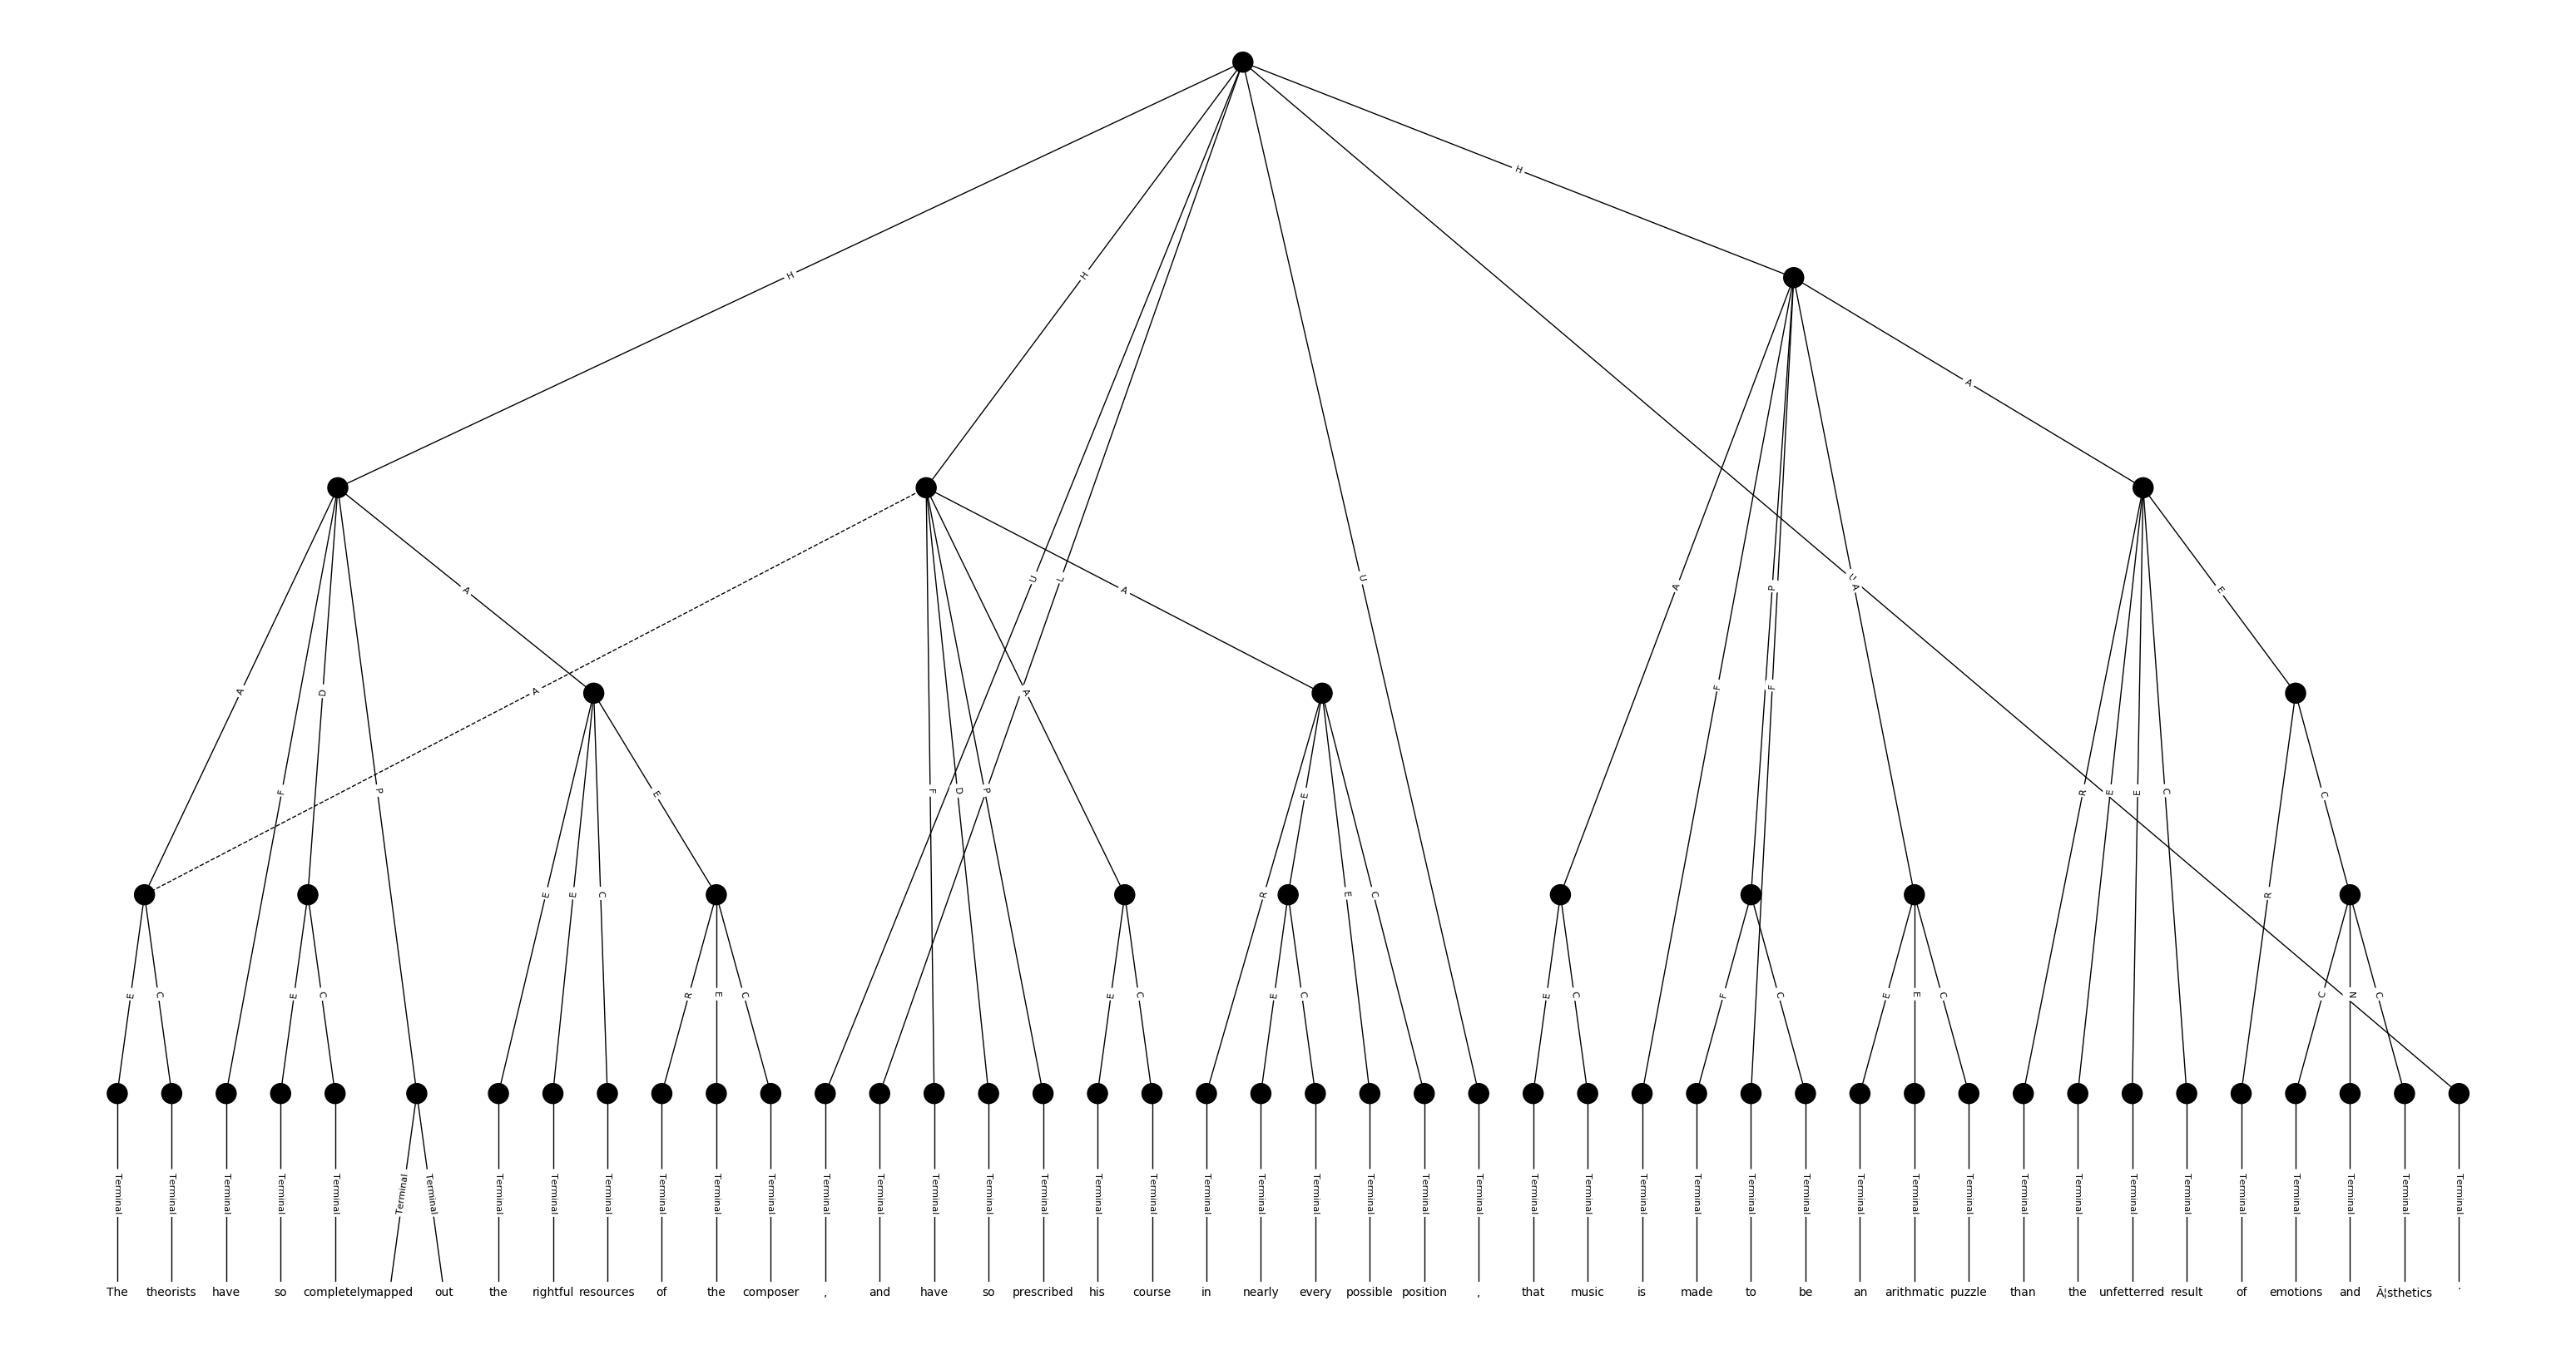 H
H
H
A
A
A
A
A
A
A
A
F
D
P
U
L
U
U
F
P
F
E
E
E
C
E
F
D
P
R
E
E
C
R
E
E
C
C
E
C
R
E
C
R
E
C
E
C
E
C
R
E
C
E
C
E
C
F
C
E
E
C
C
N
C
Terminal Terminal Terminal Terminal Terminal Terminal Terminal Terminal Terminal Terminal Terminal Terminal Terminal Terminal Terminal Terminal Terminal Terminal Terminal Terminal Terminal Terminal Terminal Terminal Terminal Terminal Terminal Terminal Terminal Terminal Terminal Terminal Terminal Terminal Terminal Terminal Terminal Terminal Terminal Terminal Terminal Terminal Terminal Terminal
The theorists have so completely mapped out the rightful resources of the composer , and have so prescribed his course in nearly every possible position , that music is made to be an arithmatic puzzle than the unfetterred result of emotions and Ã¦sthetics .